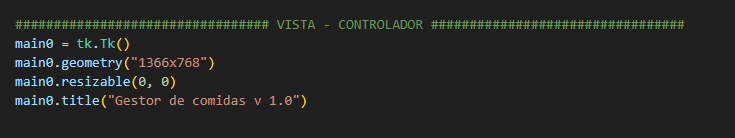 ################################# VISTA - CONTROLADOR #################################
main0 = tk.Tk()
main0.geometry("1366x768")
main0.resizable(0, 0)
main0.title("Gestor de comidas v 1.0")